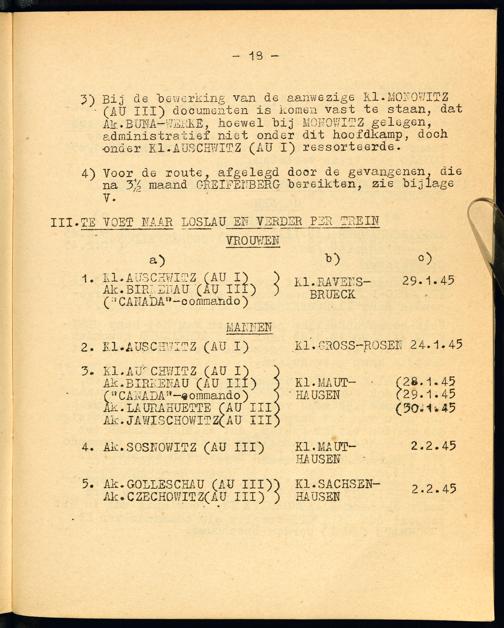 - 18 -
3) Bij de bewerking van de aanwezige Kl.MONOWITZ
(AU III) documenten is komen vast te staan, dat
Ak.BUNA-WERKE, hoewel bij MONOWITZ gelegen,
administratief niet onder dit hoofdkamp, doch
onder Kl.AUSCHWITZ (AU I) ressorteerde.
4) Voor de route, afgelegd door de gevangenen, die
na 3½ maand GREIFENBERG bereikten, zie bijlage
V.
III.TE VOET NAAR LOSLAU EN VERDER PER TREIN
VROUWEN
a) b) c)
1. Kl.AUSCHWITZ (AU I) ) Kl.RAVENS- 29.1.45
Ak.BIRKENAU (AU III) ) BRUECK
("CANADA"-commando)
MANNEN
2. Kl.AUSCHWITZ (AU I) Kl.GROSS-ROSEN 24.1.45
3. Kl.AUSCHWITZ (AU I) )
Ak.BIRKENAU (AU III) ) Kl.MAUT- (28.1.45
("CANADA"-commando) ) HAUSEN (29.1.45
Ak.LAURAHUETTE (AU III) (30.1.45
Ak.JAWISCHOWITZ(AU III)
4. Ak.SOSNOWITZ (AU III) Kl.MAUT- 2.2.45
HAUSEN
5. Ak.GOLLESCHAU (AU III)) Kl.SACHSEN-
Ak.CZECHOWITZ(AU III) ) HAUSEN 2.2.45